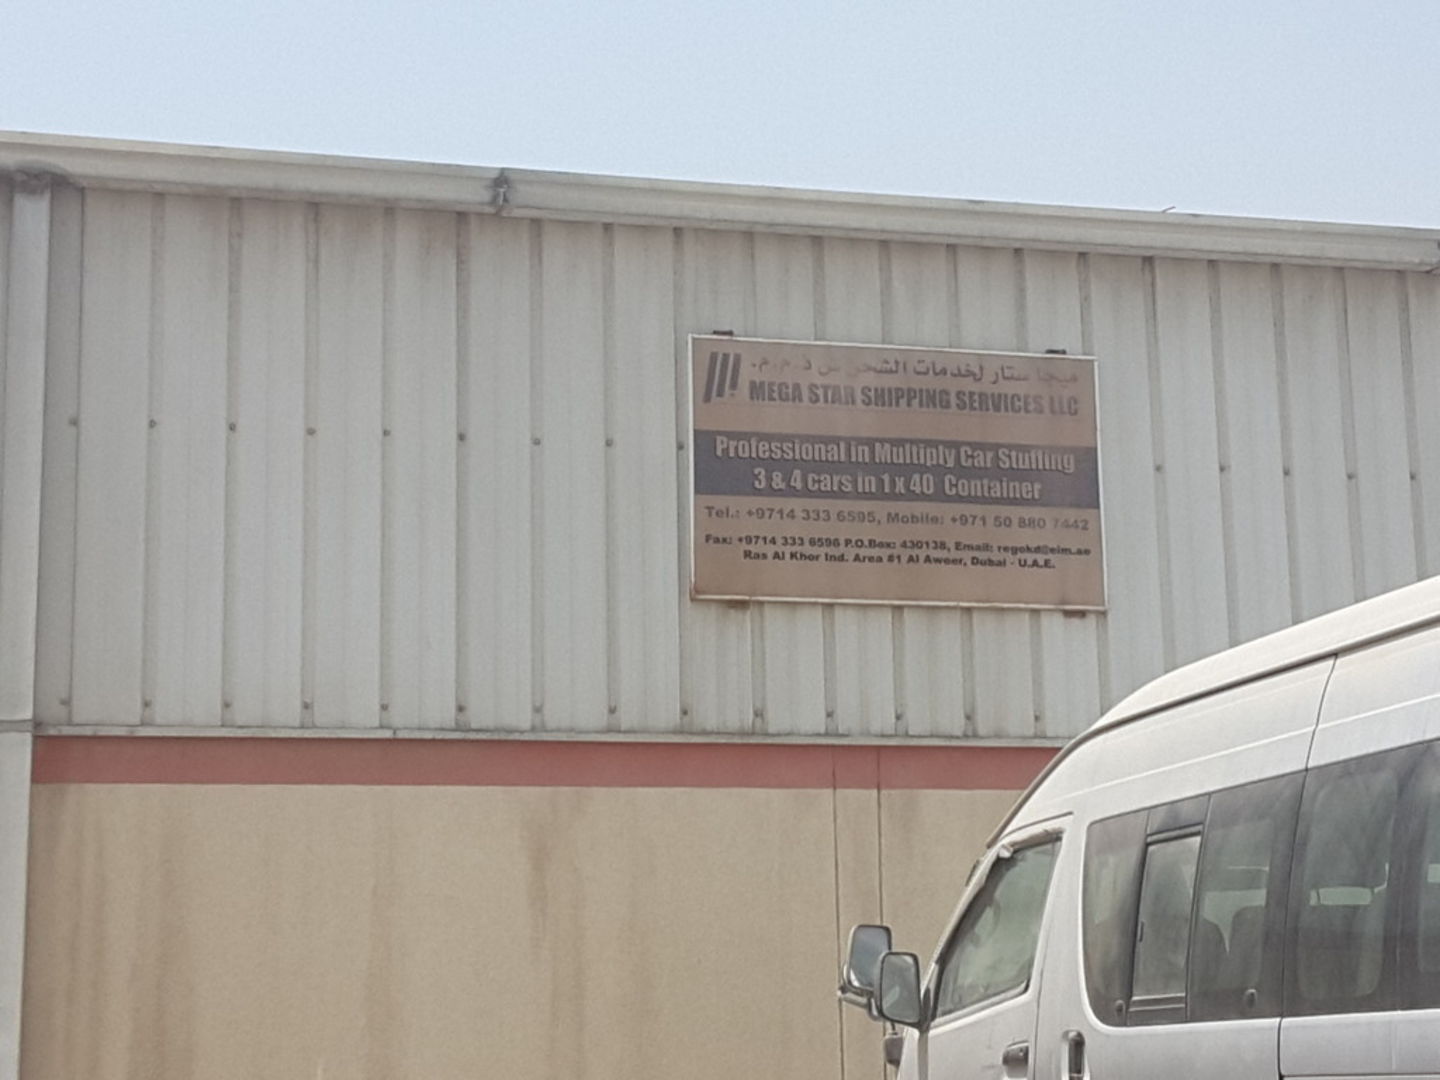 ميجا ستار لخدمات الشحن ش ذ.م.م.
MEGA STAR SHIPPING SERVICES LLC
Professional in Multiply Car Stuffing
3 & 4 cars in 1 x 40 Container
Tel.: +9714 333 6595, Mobile: +971 50 880 7442
Fax: +9714 333 6596 P.O.Box: 430138, Email: regokd@eim.ae
Ras Al Khor Ind. Area #1 Al Aweer, Dubai - U.A.E.